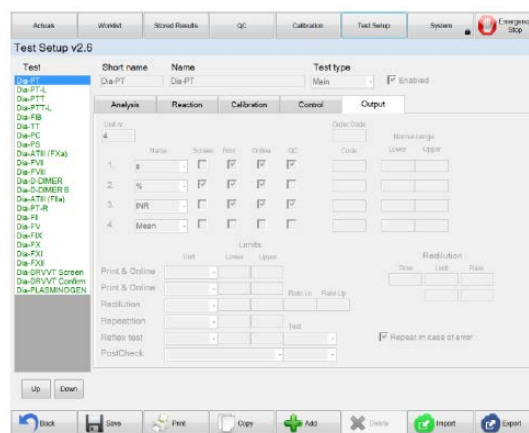 Actuals Worklist Stored Results QC Calibration Test Setup System Emergency Stop
Test Setup v2.6
Test Short name Name Test type
Dia-PT Dia-PT Dia-PT Main Enabled
Dia-PT-L
Dia-PTT Analysis Reaction Calibration Control Output
Dia-PTT-L
Dia-FIB Unit nr. Order Code
Dia-TT 4 Normal range
Dia-PC Name Screen Print Online QC Code Lower Upper
Dia-PS
Dia-ATIII (FXa) 1. s
Dia-FVII
Dia-FVIII 2. %
Dia-D-DIMER
Dia-D-DIMER B 3. INR
Dia-ATIII (FIIa)
Dia-PT-R 4. Mean
Dia-FII
Dia-FV Limits
Dia-FIX Unit Lower Upper Redilution
Dia-FX Print & Online Time Limit Rate
Dia-FXI
Dia-FXII Print & Online Rate Lo Rate Up
Dia-DRVVT Screen Redilution
Dia-DRVVT Confirm Repetition Test
Dia-PLASMINOGEN Reflex test Repeat in case of error
PostCheck
Up Down
Back Save Print Copy Add Delete Import Export